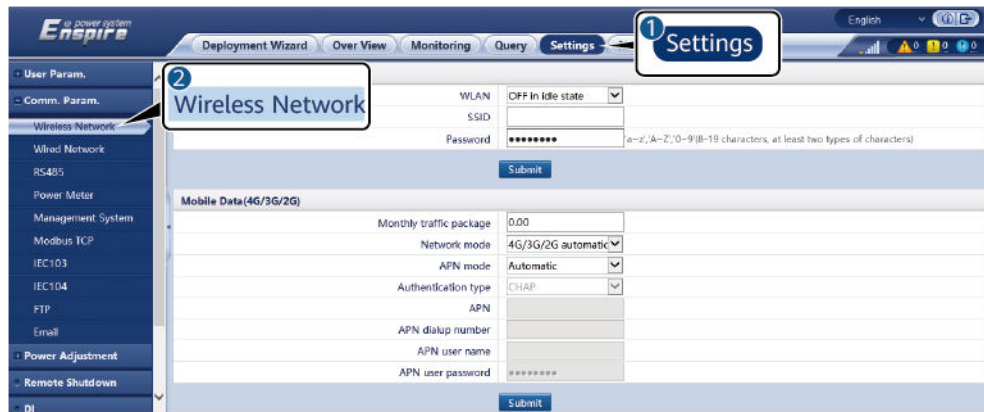 e power system
Enspire
English
Deployment Wizard
Over View
Monitoring
Query
Settings
1
Settings
0
0
0
User Param.
Comm. Param.
Wireless Network
Wired Network
RS485
Power Meter
Management System
Modbus TCP
IEC103
IEC104
FTP
Email
Power Adjustment
Remote Shutdown
DI
2
Wireless Network
WLAN OFF in idle state
SSID
Password •••••••• 'a~z','A~Z','0~9'(8–19 characters, at least two types of characters)
Submit
Mobile Data(4G/3G/2G)
Monthly traffic package 0.00
Network mode 4G/3G/2G automatic
APN mode Automatic
Authentication type CHAP
APN
APN dialup number
APN user name
APN user password ••••••••
Submit